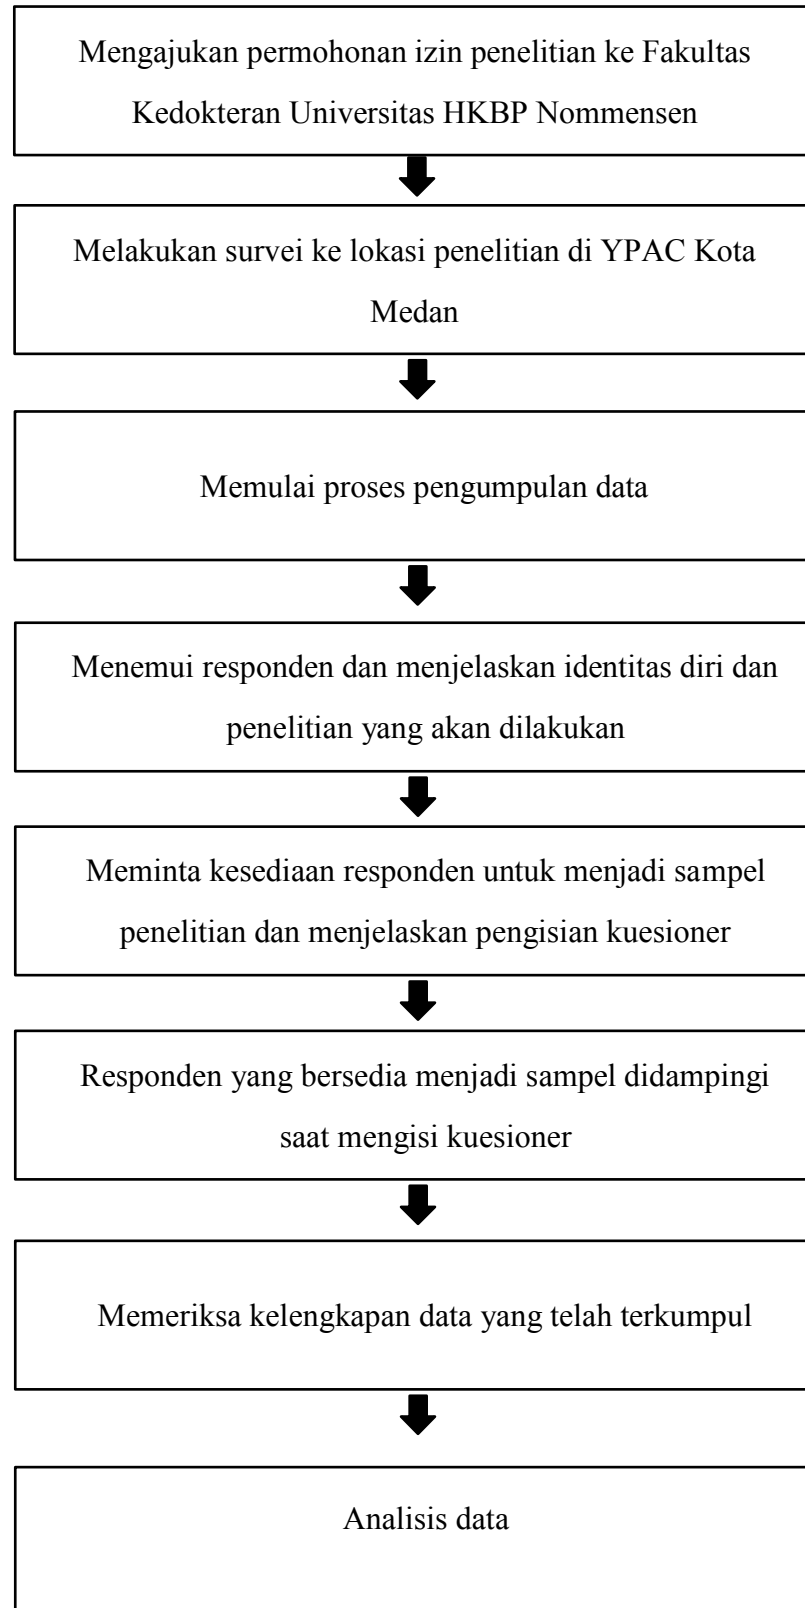 Mengajukan permohonan izin penelitian ke Fakultas
Kedokteran Universitas HKBP Nommensen
Melakukan survei ke lokasi penelitian di YPAC Kota
Medan
Memulai proses pengumpulan data
Menemui responden dan menjelaskan identitas diri dan
penelitian yang akan dilakukan
Meminta kesediaan responden untuk menjadi sampel
penelitian dan menjelaskan pengisian kuesioner
Responden yang bersedia menjadi sampel didampingi
saat mengisi kuesioner
Memeriksa kelengkapan data yang telah terkumpul
Analisis data